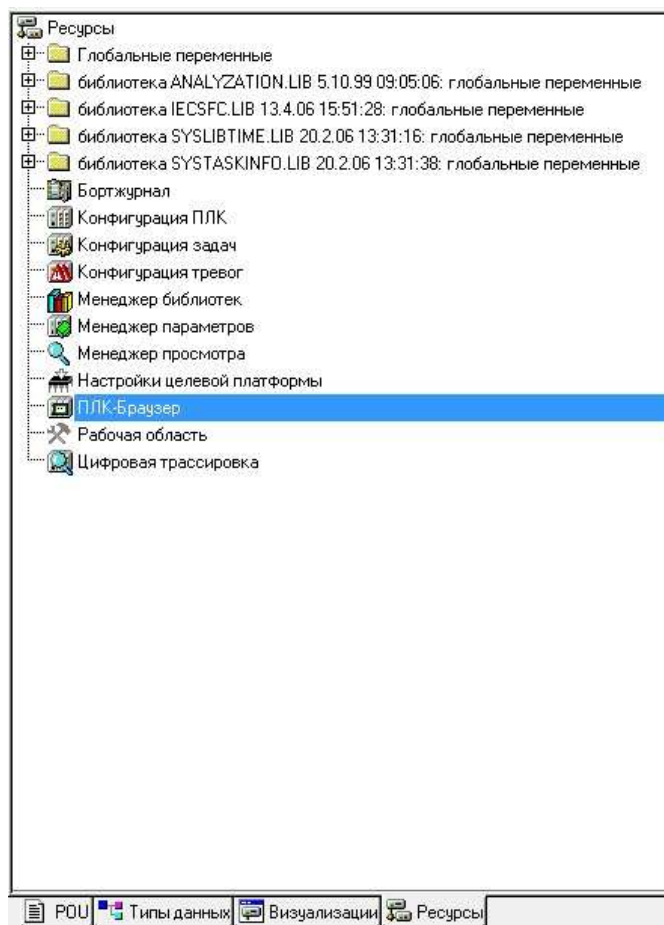 Ресурсы
Глобальные переменные
библиотека ANALYZATION.LIB 5.10.99 09:05:06: глобальные переменные
библиотека IECSFC.LIB 13.4.06 15:51:28: глобальные переменные
библиотека SYSLIBTIME.LIB 20.2.06 13:31:16: глобальные переменные
библиотека SYSTASKINFO.LIB 20.2.06 13:31:38: глобальные переменные
Бортжурнал
Конфигурация ПЛК
Конфигурация задач
Конфигурация тревог
Менеджер библиотек
Менеджер параметров
Менеджер просмотра
Настройки целевой платформы
ПЛК-Браузер
Рабочая область
Цифровая трассировка
POU Типы данных Визуализации Ресурсы